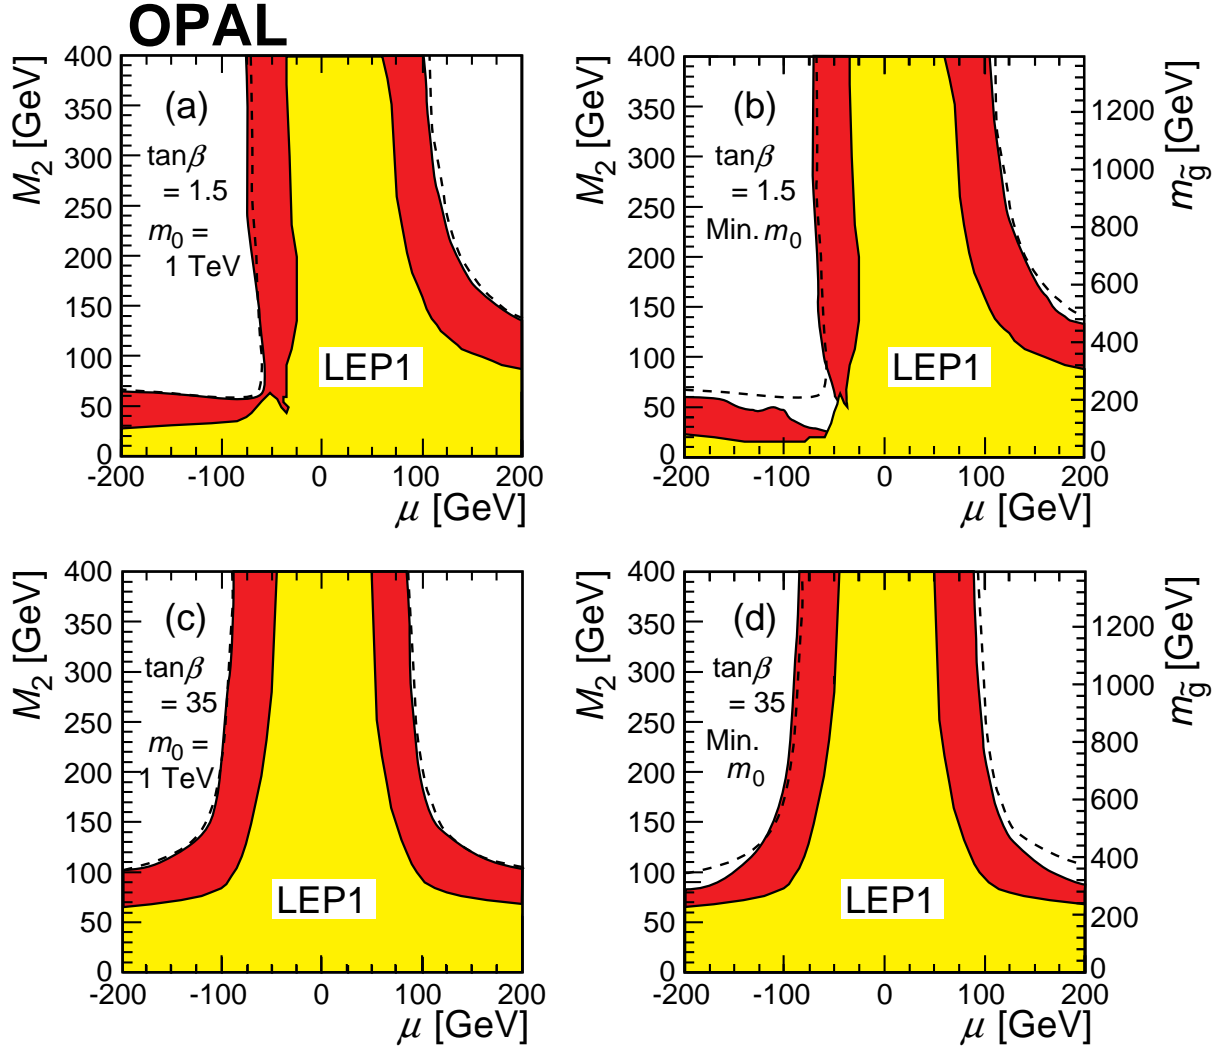 OPAL
M2 [GeV]
400
350
300
250
200
150
100
50
0
(a)
tanβ
= 1.5
m0 =
1 TeV
LEP1
-200 -100 0 100 200
μ [GeV]
M2 [GeV]
400
350
300
250
200
150
100
50
0
(b)
tanβ
= 1.5
Min. m0
LEP1
1200
1000
800
600
400
200
0
mg̃ [GeV]
-200 -100 0 100 200
μ [GeV]
M2 [GeV]
400
350
300
250
200
150
100
50
0
(c)
tanβ
= 35
m0 =
1 TeV
LEP1
-200 -100 0 100 200
μ [GeV]
M2 [GeV]
400
350
300
250
200
150
100
50
0
(d)
tanβ
= 35
Min.
m0
LEP1
1200
1000
800
600
400
200
0
mg̃ [GeV]
-200 -100 0 100 200
μ [GeV]